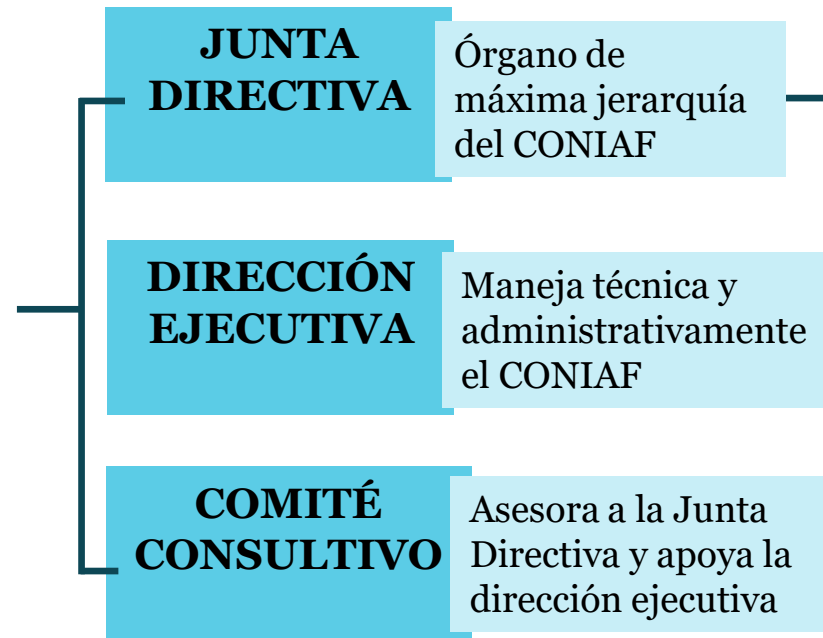 JUNTA
DIRECTIVA
Órgano de
máxima jerarquía
del CONIAF
DIRECCIÓN
EJECUTIVA
Maneja técnica y
administrativamente
el CONIAF
COMITÉ
CONSULTIVO
Asesora a la Junta
Directiva y apoya la
dirección ejecutiva